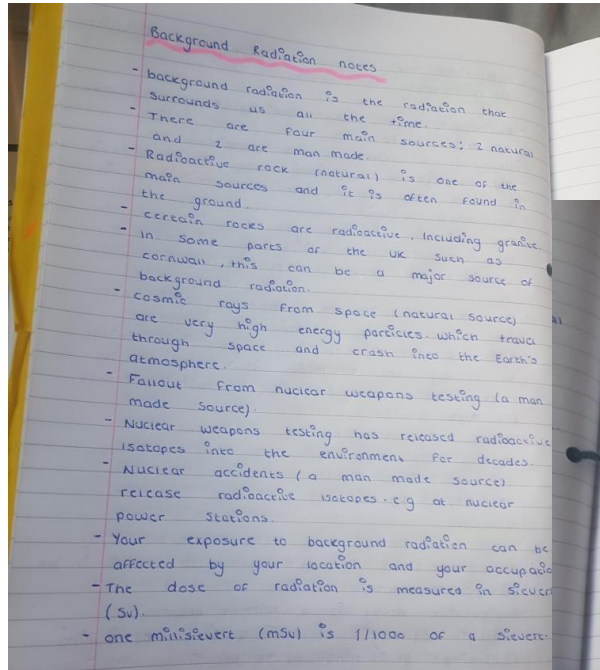 Background Radiation notes
- background radiation is the radiation that
surrounds us all the time.
- There are four main sources: 2 natural
and 2 are man made.
- Radioactive rock (natural) is one of the
main sources and it is often found in
the ground.
- certain rocks are radioactive, including granite.
- in some parts of the UK such as
cornwall, this can be a major source of
background radiation.
- cosmic rays from space (natural source)
are very high energy particles which travel
through space and crash into the Earth's
atmosphere.
- Fallout from nuclear weapons testing (a man
made source).
- Nuclear weapons testing has released radioactive
isotopes into the environment for decades.
- Nuclear accidents (a man made source)
release radioactive isotopes. e.g at nuclear
power stations.
- Your exposure to background radiation can be
affected by your location and your occupatio
- The dose of radiation is measured in siever
(Sv).
- one millisievert (mSv) is 1/1000 of a sievert.